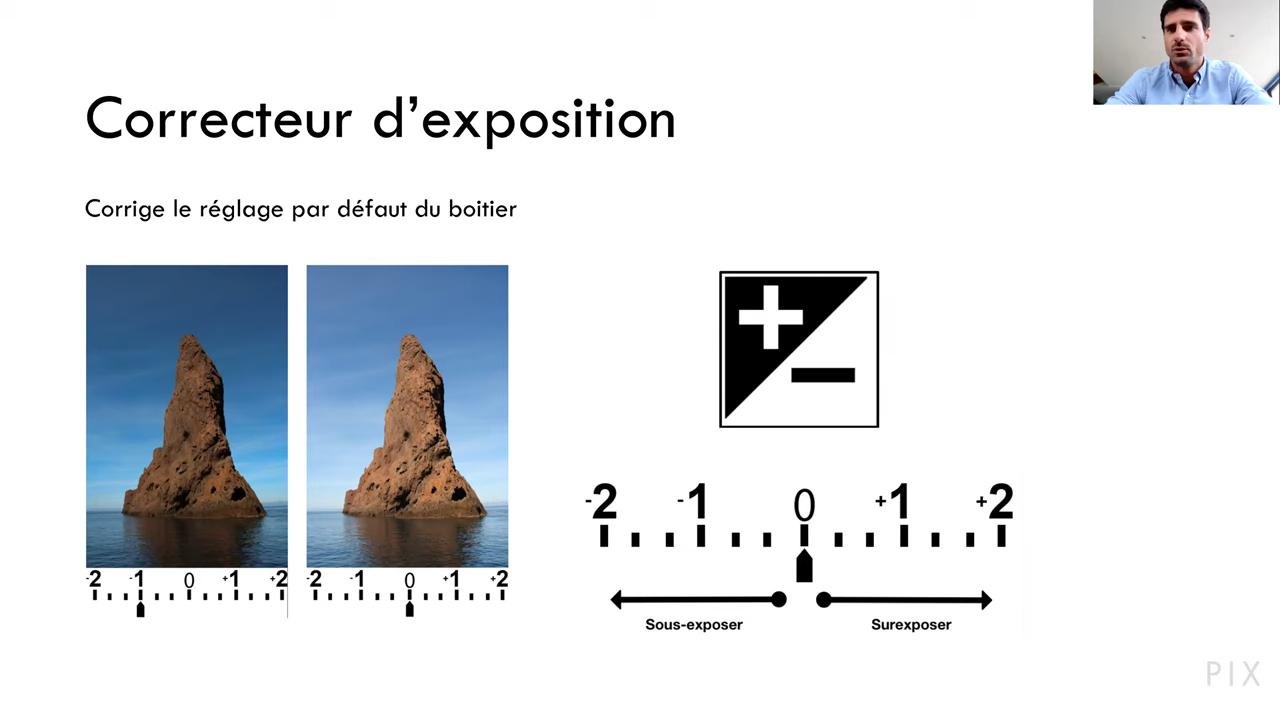 Correcteur d’exposition
Corrige le réglage par défaut du boitier
-2 -1 0 +1 +2
-2 -1 0 +1 +2
-2 -1 0 +1 +2
Sous-exposer
Surexposer
PIX